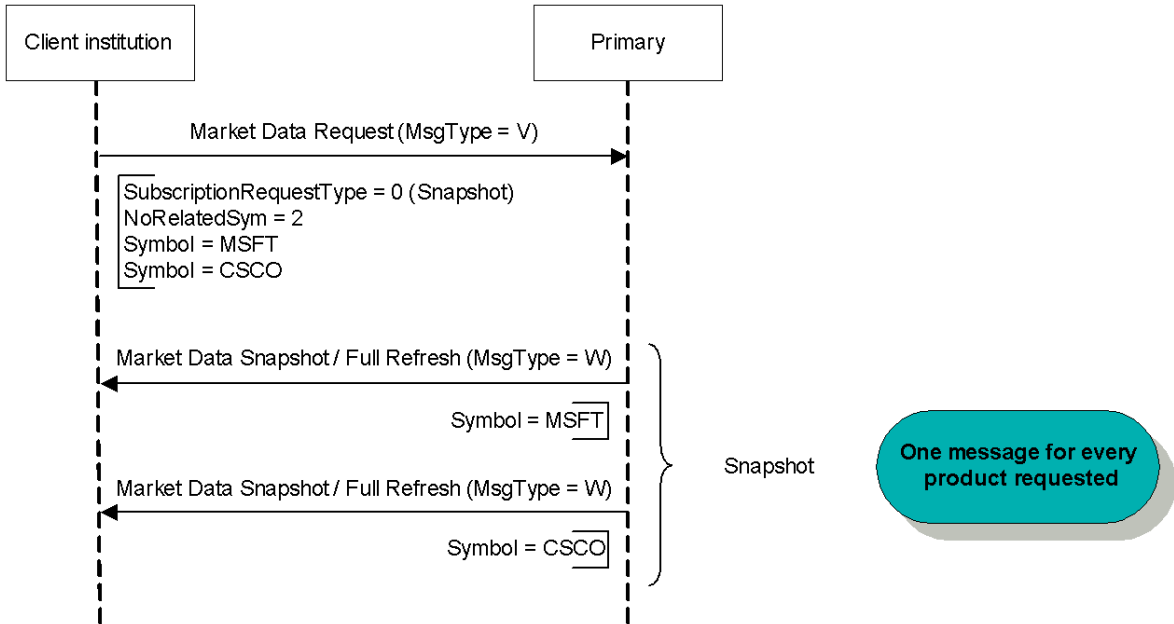 Client institution
Primary
Market Data Request (MsgType = V)
SubscriptionRequestType = 0 (Snapshot)
NoRelatedSym = 2
Symbol = MSFT
Symbol = CSCO
Market Data Snapshot / Full Refresh (MsgType = W)
Symbol = MSFT
Snapshot
One message for every
product requested
Market Data Snapshot / Full Refresh (MsgType = W)
Symbol = CSCO